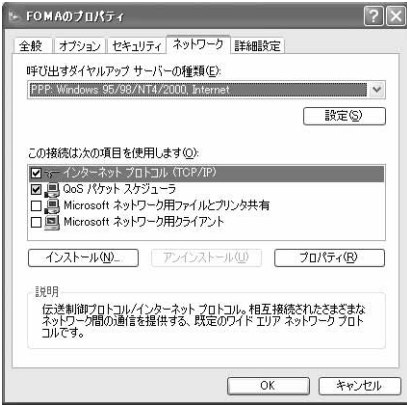 FOMAのプロパティ
全般 オプション セキュリティ ネットワーク 詳細設定
呼び出すダイヤルアップ サーバーの種類(E):
PPP: Windows 95/98/NT4/2000, Internet
設定(S)
この接続は次の項目を使用します(O):
インターネット プロトコル (TCP/IP)
QoS パケット スケジューラ
Microsoft ネットワーク用ファイルとプリンタ共有
Microsoft ネットワーク用クライアント
インストール(N)... アンインストール(U) プロパティ(R)
説明
伝送制御プロトコル/インターネット プロトコル。相互接続されたさまざまな
ネットワーク間の通信を提供する、既定のワイド エリア ネットワーク プロト
コルです。
OK キャンセル